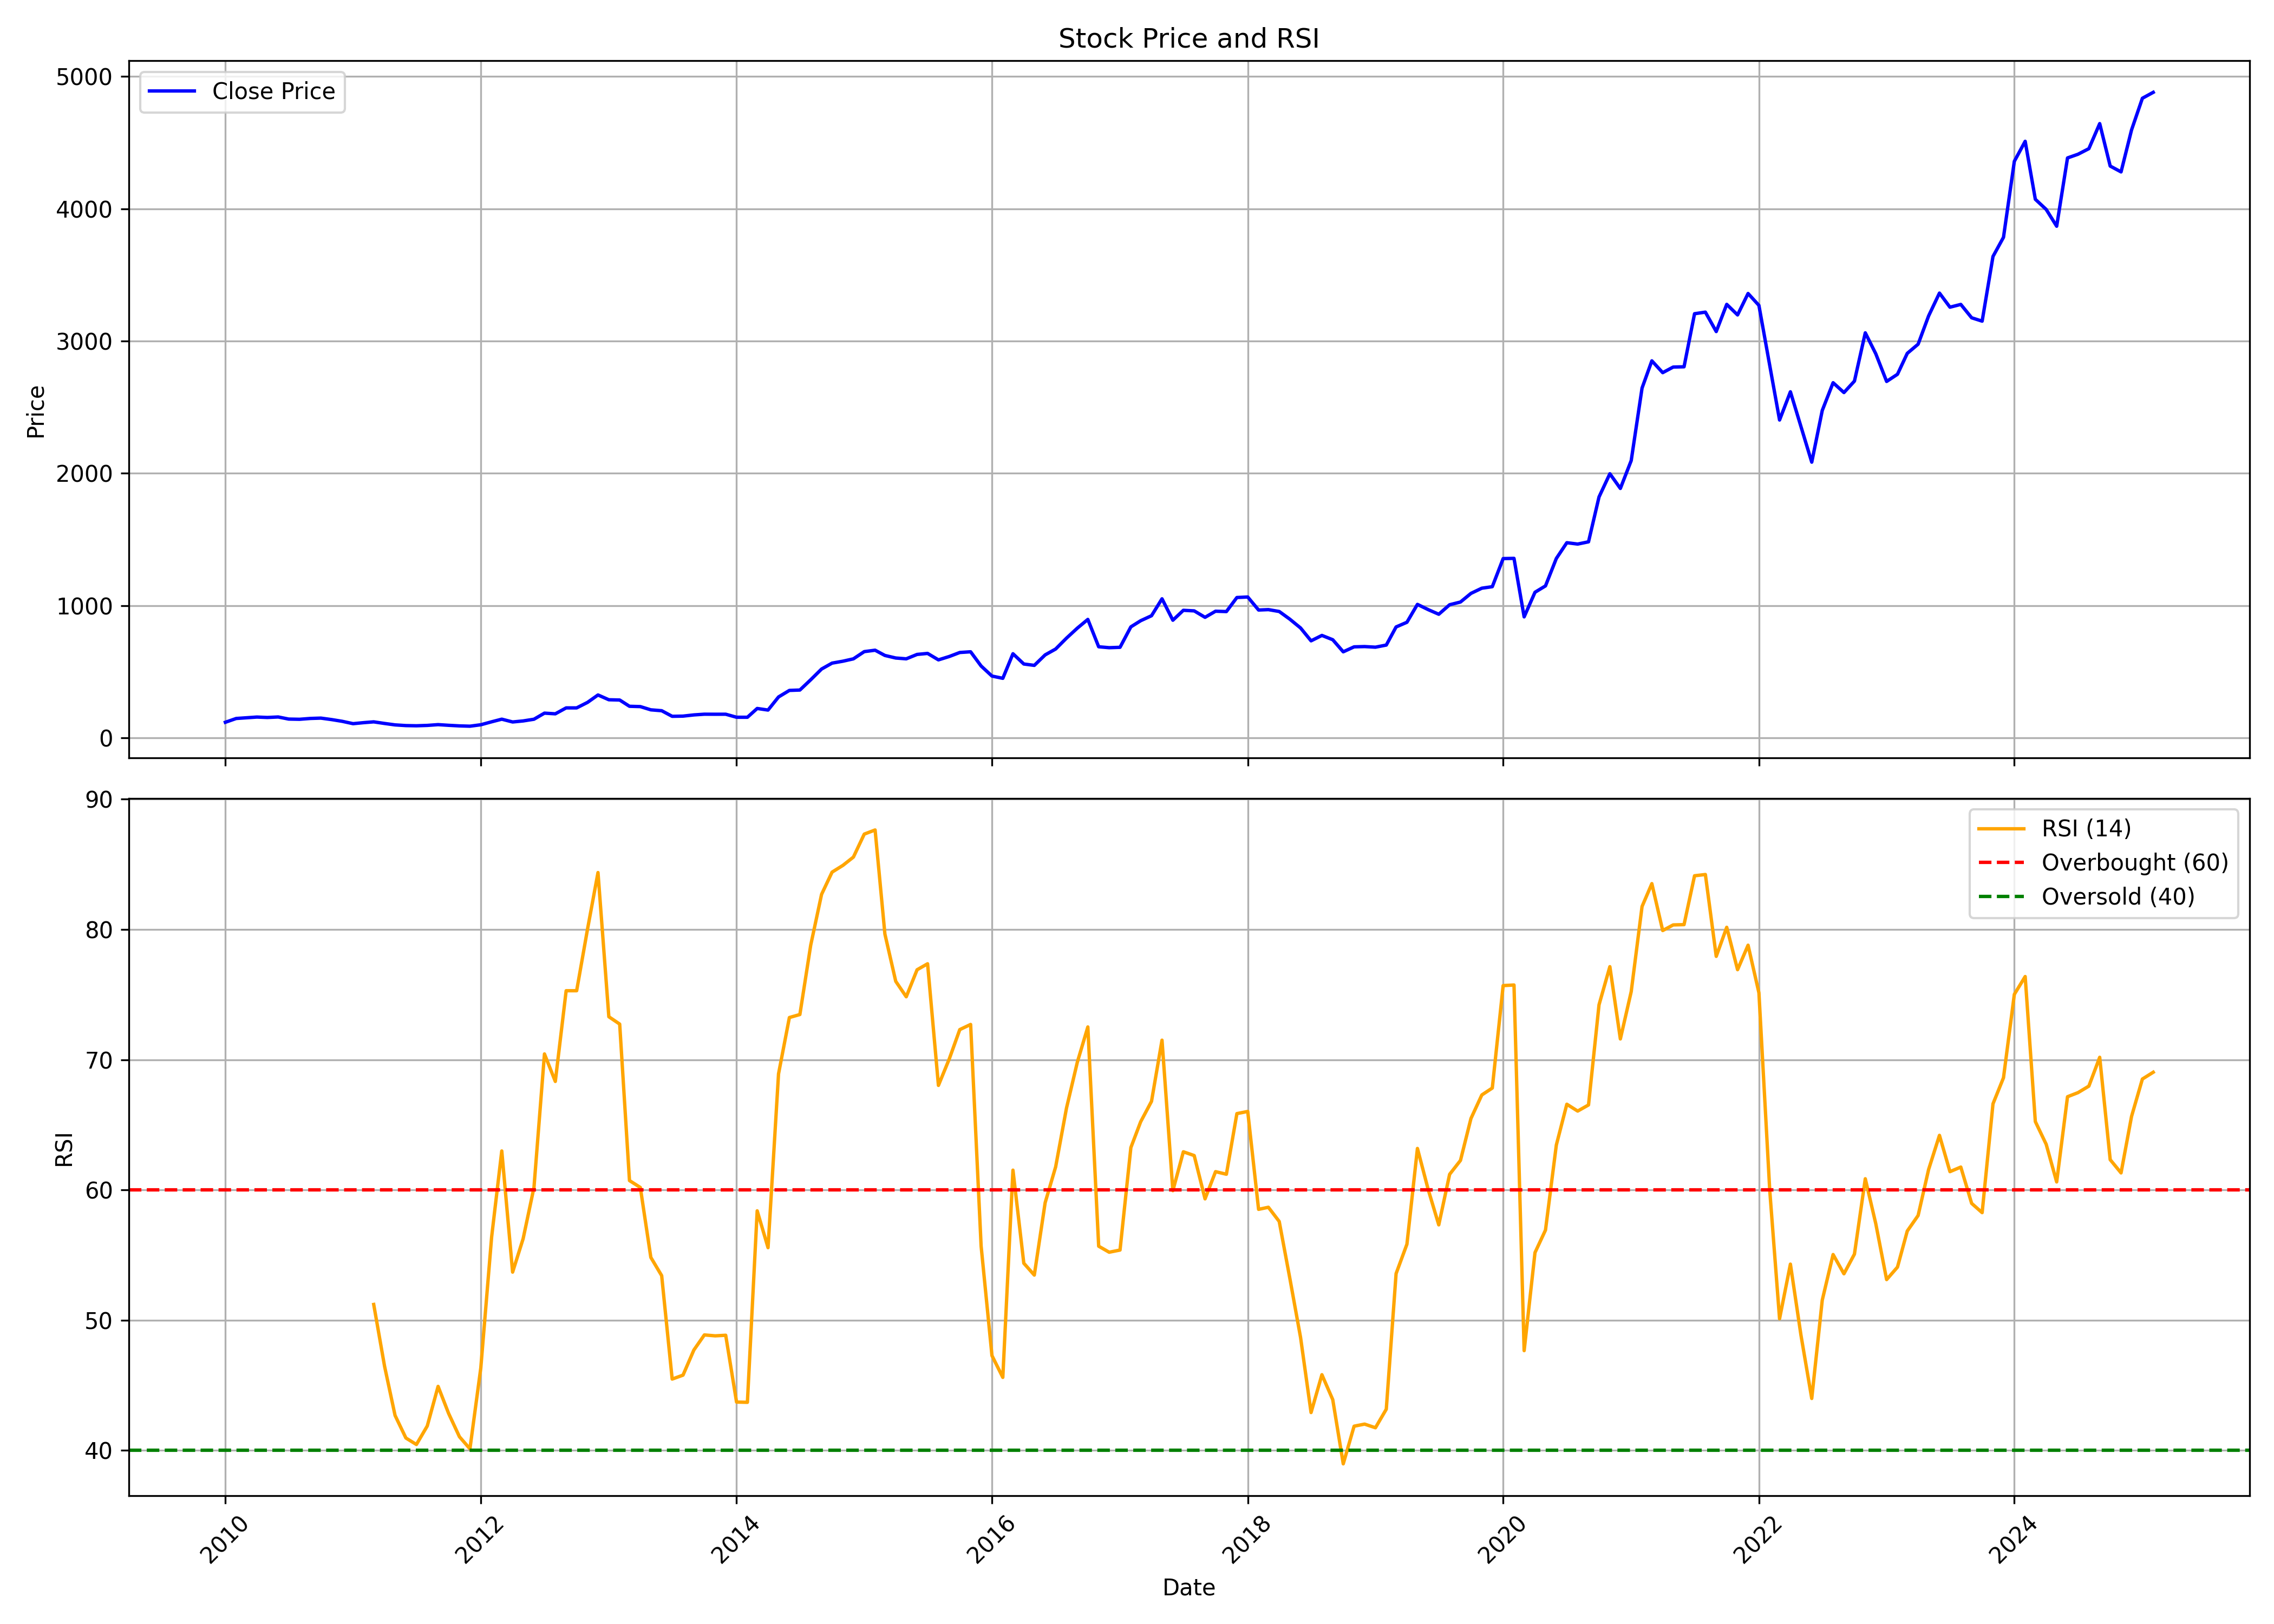 Stock Price and RSI
Close Price
5000
4000
3000
2000
1000
0
Price
90
80
70
60
50
40
RSI
RSI (14)
Overbought (60)
Oversold (40)
2010
2012
2014
2016
2018
2020
2022
2024
Date